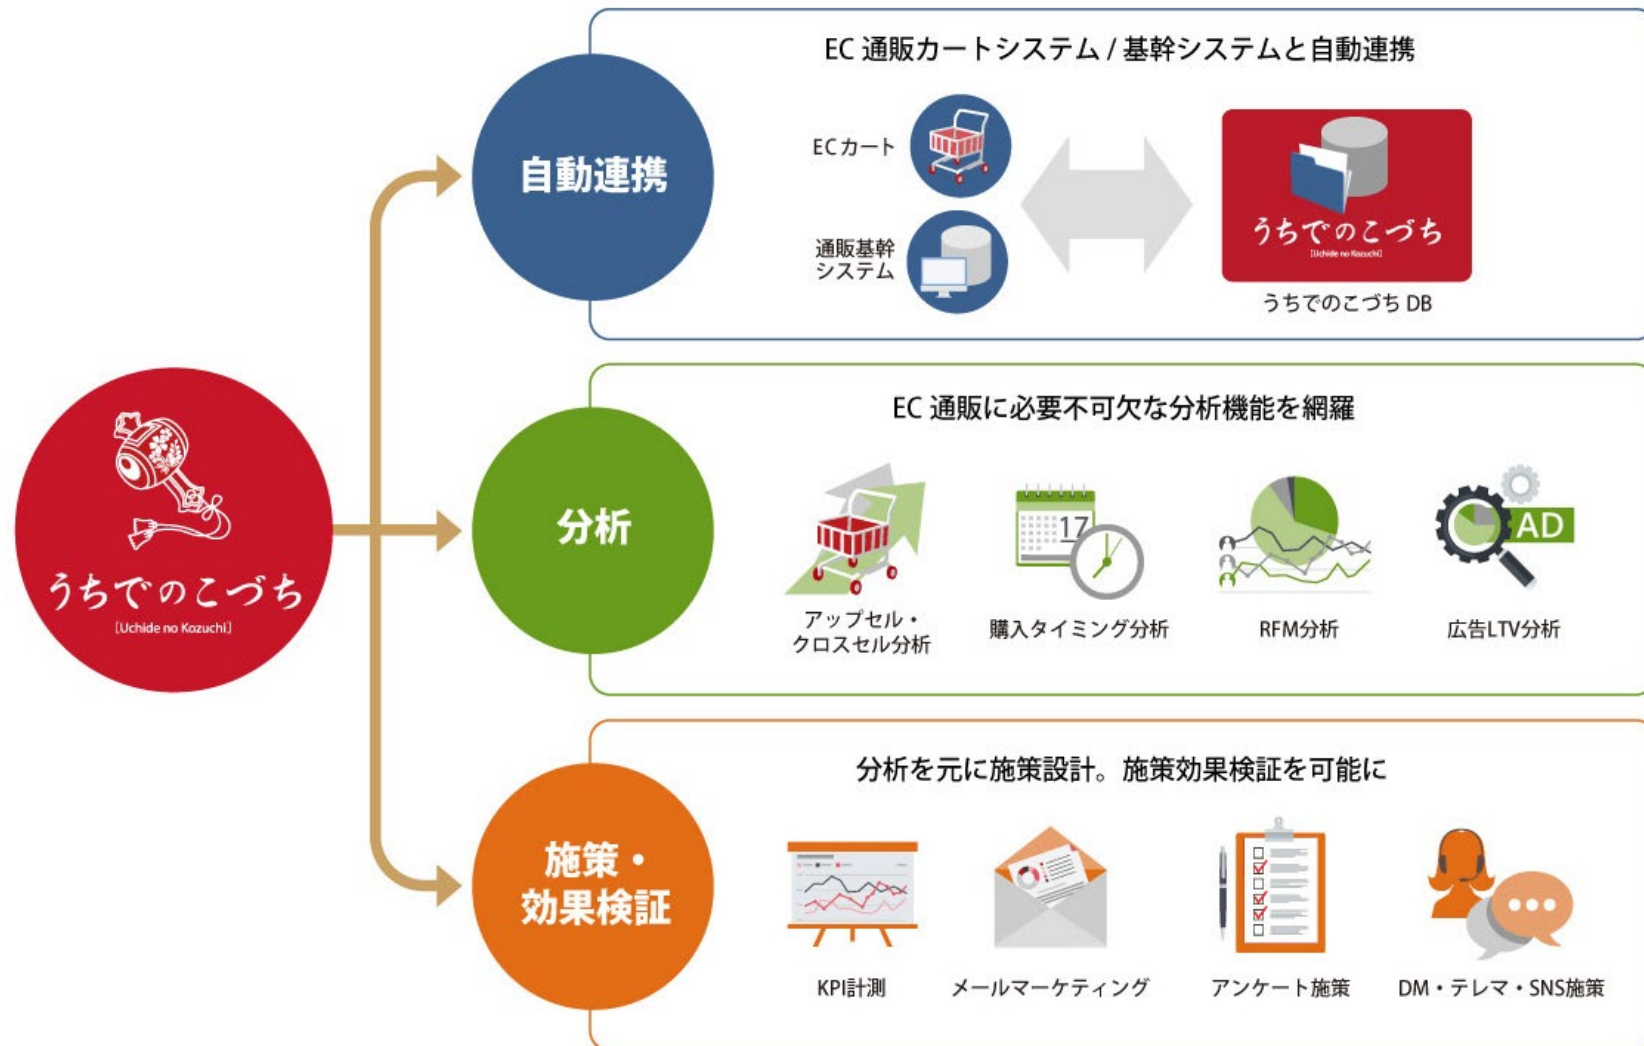 EC 通販カートシステム / 基幹システムと自動連携
自動連携
ECカート
通販基幹
システム
うちでのこづち
[Uchide no Kozuchi]
うちでのこづち DB
うちでのこづち
[Uchide no Kozuchi]
EC 通販に必要不可欠な分析機能を網羅
分析
17
AD
アップセル・
クロスセル分析
購入タイミング分析
RFM分析
広告LTV分析
分析を元に施策設計。施策効果検証を可能に
施策・
効果検証
KPI計測
メールマーケティング
アンケート施策
DM・テレマ・SNS施策